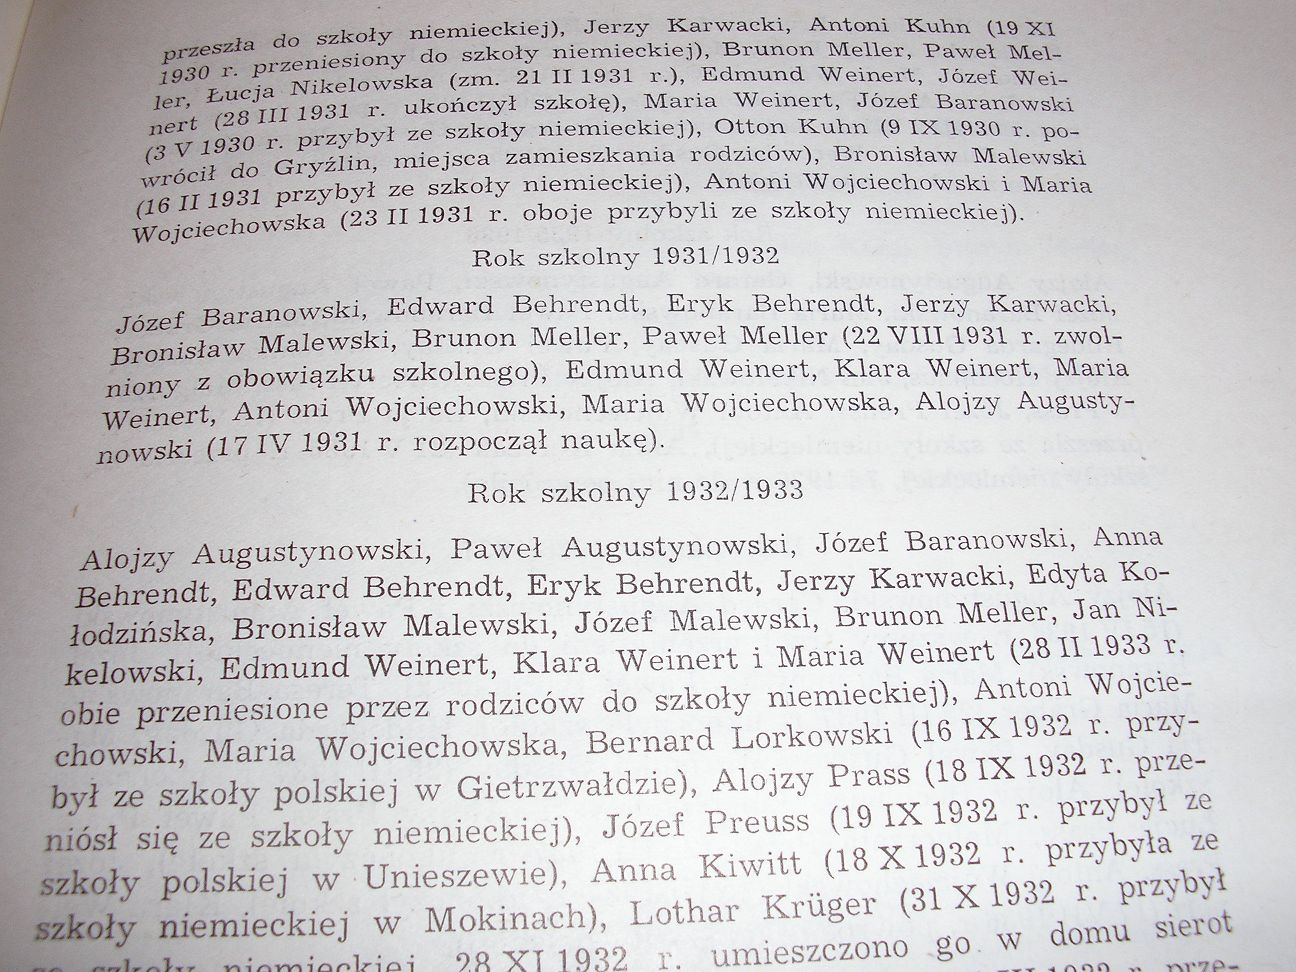 przeszła do szkoły niemieckiej), Jerzy Karwacki, Antoni Kuhn (19 XI
1930 r. przeniesiony do szkoły niemieckiej), Brunon Meller, Paweł Mel-
ler, Łucja Nikelowska (zm. 21 II 1931 r.), Edmund Weinert, Józef Wei-
nert (28 III 1931 r. ukończył szkołę), Maria Weinert, Józef Baranowski
(3 V 1930 r. przybył ze szkoły niemieckiej), Otton Kuhn (9 IX 1930 r. po-
wrócił do Gryźlin, miejsca zamieszkania rodziców), Bronisław Malewski
(16 II 1931 przybył ze szkoły niemieckiej), Antoni Wojciechowski i Maria
Wojciechowska (23 II 1931 r. oboje przybyli ze szkoły niemieckiej).
Rok szkolny 1931/1932
Józef Baranowski, Edward Behrendt, Eryk Behrendt, Jerzy Karwacki,
Bronisław Malewski, Brunon Meller, Paweł Meller (22 VIII 1931 r. zwol-
niony z obowiązku szkolnego), Edmund Weinert, Klara Weinert, Maria
Weinert, Antoni Wojciechowski, Maria Wojciechowska, Alojzy Augusty-
nowski (17 IV 1931 r. rozpoczął naukę).
Rok szkolny 1932/1933
Alojzy Augustynowski, Paweł Augustynowski, Józef Baranowski, Anna
Behrendt, Edward Behrendt, Eryk Behrendt, Jerzy Karwacki, Edyta Ko-
łodzińska, Bronisław Malewski, Józef Malewski, Brunon Meller, Jan Ni-
kelowski, Edmund Weinert, Klara Weinert i Maria Weinert (28 II 1933 r.
obie przeniesione przez rodziców do szkoły niemieckiej), Antoni Wojcie-
chowski, Maria Wojciechowska, Bernard Lorkowski (16 IX 1932 r. przy-
był ze szkoły polskiej w Gietrzwałdzie), Alojzy Prass (18 IX 1932 r. prze-
niósł się ze szkoły niemieckiej), Józef Preuss (19 IX 1932 r. przybył ze
szkoły polskiej w Unieszewie), Anna Kiwitt (18 X 1932 r. przybyła ze
szkoły niemieckiej w Mokinach), Lothar Krüger (31 X 1932 r. przybył
ze szkoły niemieckiej, 28 XI 1932 r. umieszczono go w domu sierot
prze-